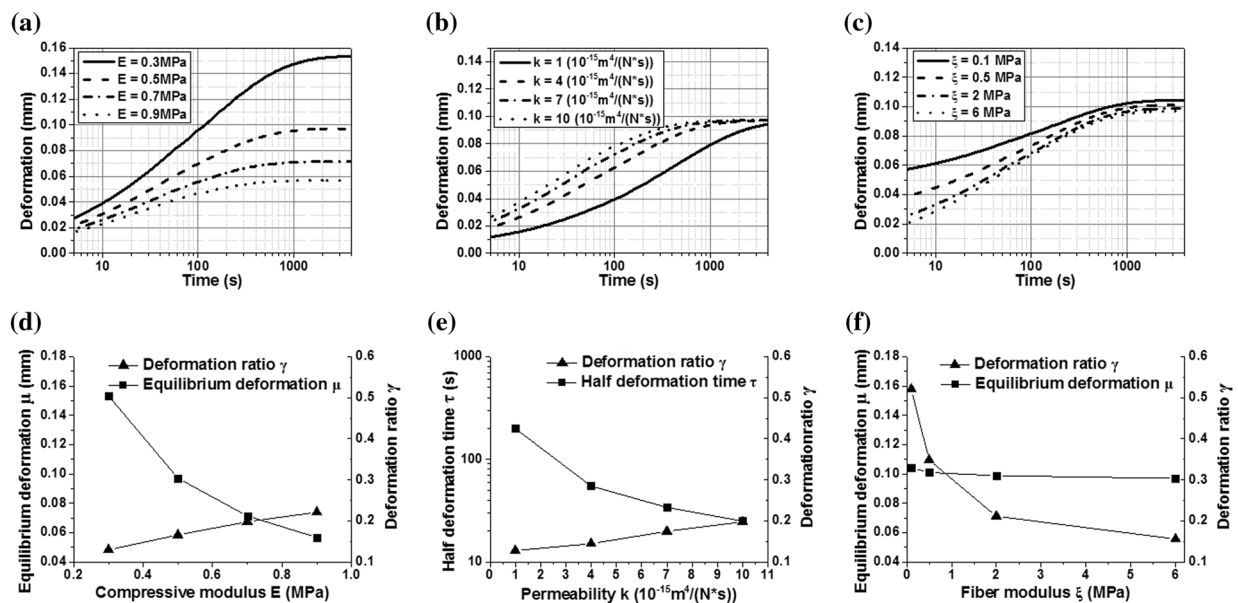 (a)
0.16
0.14
0.12
0.10
0.08
0.06
0.04
0.02
0.00
Deformation (mm)
E = 0.3MPa
E = 0.5MPa
E = 0.7MPa
E = 0.9MPa
10
100
1000
Time (s)
(b)
0.16
0.14
0.12
0.10
0.08
0.06
0.04
0.02
0.00
Deformation (mm)
k = 1 (10⁻¹⁵m⁴/(N*s))
k = 4 (10⁻¹⁵m⁴/(N*s))
k = 7 (10⁻¹⁵m⁴/(N*s))
k = 10 (10⁻¹⁵m⁴/(N*s))
10
100
1000
Time (s)
(c)
0.14
0.12
0.10
0.08
0.06
0.04
0.02
0.00
Deformation (mm)
ξ = 0.1 MPa
ξ = 0.5 MPa
ξ = 2 MPa
ξ = 6 MPa
10
100
1000
Time (s)
(d)
0.18
0.16
0.14
0.12
0.10
0.08
0.06
0.04
Equilibrium deformation μ (mm)
Deformation ratio γ
Equilibrium deformation μ
0.6
0.5
0.4
0.3
0.2
0.1
Deformation ratio γ
0.2
0.4
0.6
0.8
1.0
Compressive modulus E (MPa)
(e)
1000
100
10
Half deformation time τ (s)
Deformation ratio γ
Half deformation time τ
0.6
0.5
0.4
0.3
0.2
0.1
Deformationratio γ
0 1 2 3 4 5 6 7 8 9 10 11
Permeability k (10⁻¹⁵m⁴/(N*s))
(f)
0.18
0.16
0.14
0.12
0.10
0.08
0.06
0.04
Equilibrium deformation μ (mm)
Deformation ratio γ
Equilibrium deformation μ
0.6
0.5
0.4
0.3
0.2
0.1
Deformation ratio γ
0 1 2 3 4 5 6
Fiber modulus ξ (MPa)